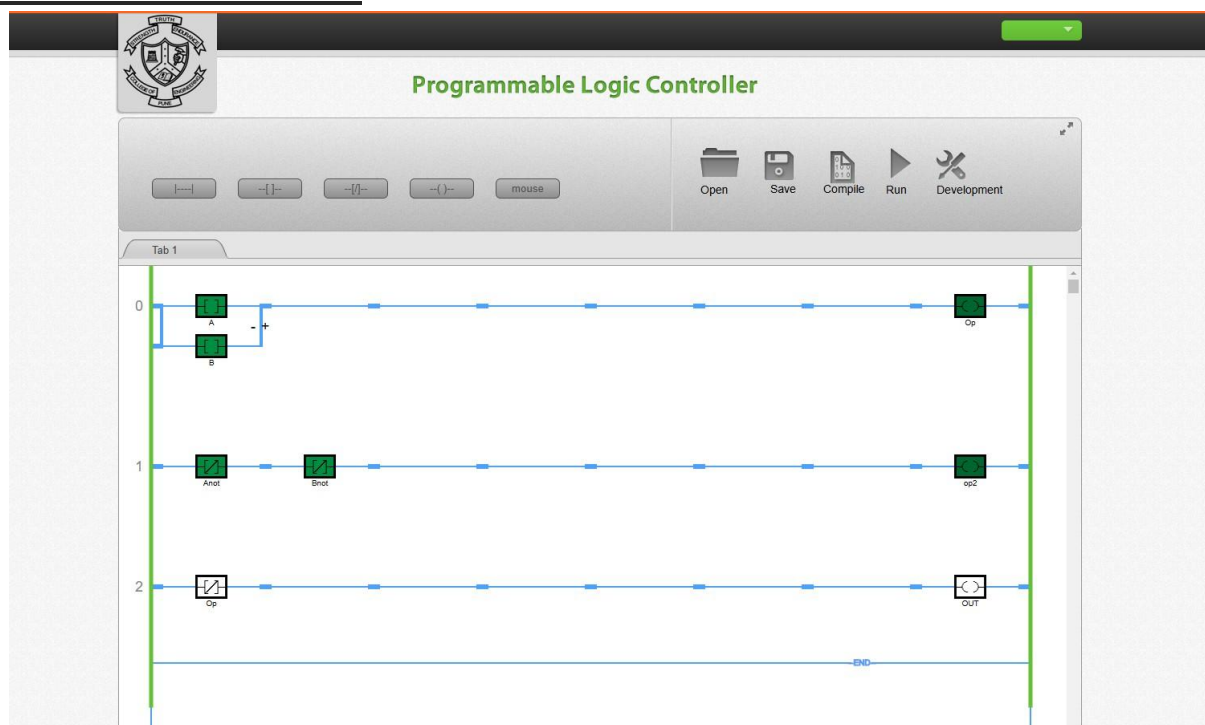 TRUTH
STRENGTH
ENDURANCE
COLLEGE OF ENGINEERING
PUNE
Programmable Logic Controller
|----| --[ ]-- --[/]-- --( )-- mouse
Open Save Compile Run Development
Tab 1
0
A
- +
Op
B
1
Anot Bnot op2
2
Op OUT
-END-